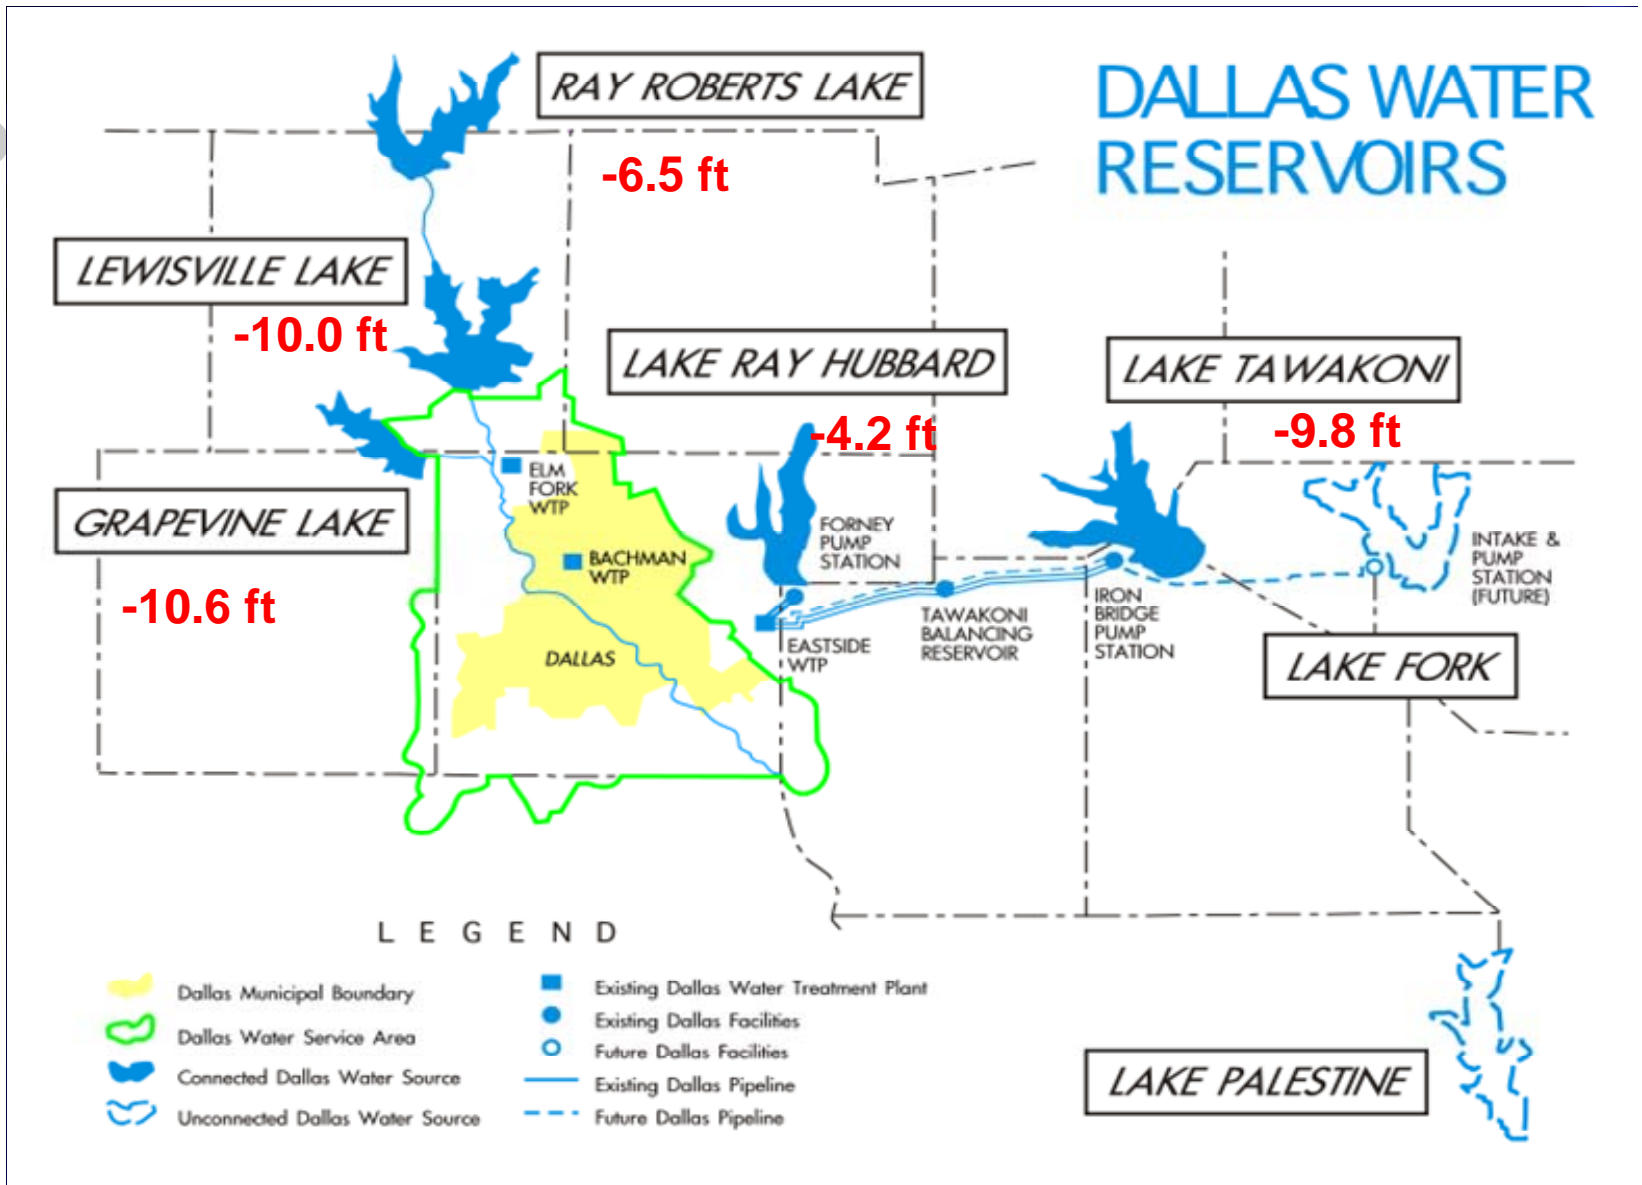 RAY ROBERTS LAKE
DALLAS WATER
RESERVOIRS
-6.5 ft
LEWISVILLE LAKE
-10.0 ft
LAKE RAY HUBBARD
-4.2 ft
LAKE TAWAKONI
-9.8 ft
GRAPEVINE LAKE
-10.6 ft
ELM
FORK
WTP
BACHMAN
WTP
FORNEY
PUMP
STATION
INTAKE &
PUMP
STATION
(FUTURE)
DALLAS
EASTSIDE
WTP
TAWAKONI
BALANCING
RESERVOIR
IRON
BRIDGE
PUMP
STATION
LAKE FORK
LEGEND
Dallas Municipal Boundary
Dallas Water Service Area
Connected Dallas Water Source
Unconnected Dallas Water Source
Existing Dallas Water Treatment Plant
Existing Dallas Facilities
Future Dallas Facilities
Existing Dallas Pipeline
Future Dallas Pipeline
LAKE PALESTINE